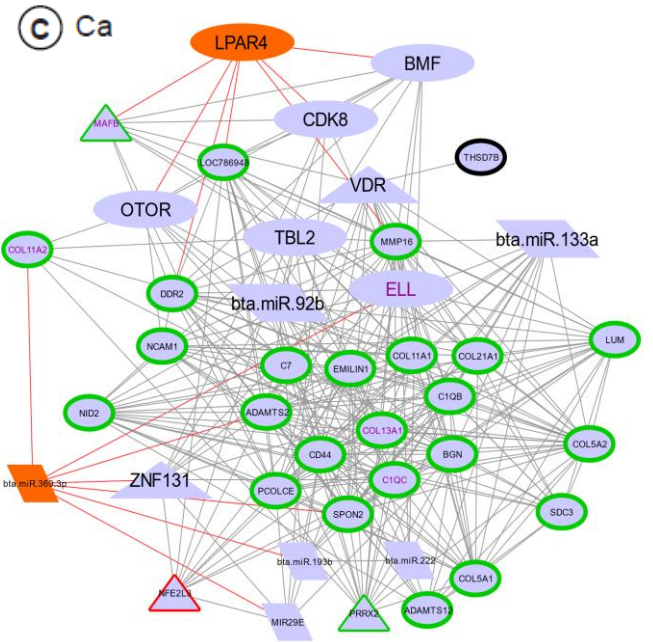 C Ca
LPAR4
BMF
MAFB
CDK8
LOC786948
THSD7B
VDR
OTOR
TBL2
MMP16
bta.miR.133a
COL11A2
DDR2
bta.miR.92b
ELL
NCAM1
LUM
C7
EMILIN1
COL11A1
COL21A1
C1QB
NID2
ADAMTS2
COL13A1
COL5A2
CD44
BGN
bta.miR.369.3p
ZNF131
PCOLCE
C1QC
SPON2
SDC3
bta.miR.193b
bta.miR.222
COL5A1
NFE2L3
MIR29E
PRRX2
ADAMTS12